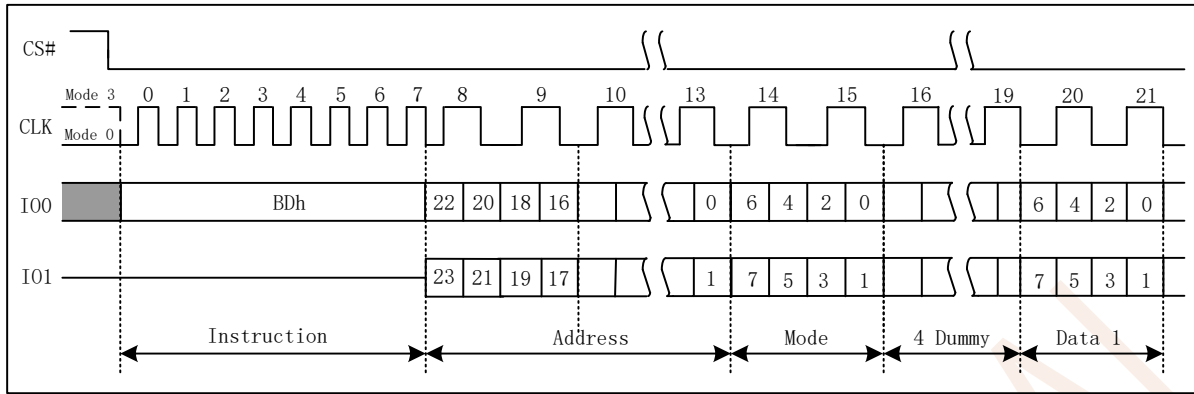 CS#
Mode 3 0 1 2 3 4 5 6 7 8 9 10 13 14 15 16 19 20 21
CLK
Mode 0
IO0 BDh 22 20 18 16 0 6 4 2 0 6 4 2 0
IO1 23 21 19 17 1 7 5 3 1 7 5 3 1
Instruction Address Mode 4 Dummy Data 1